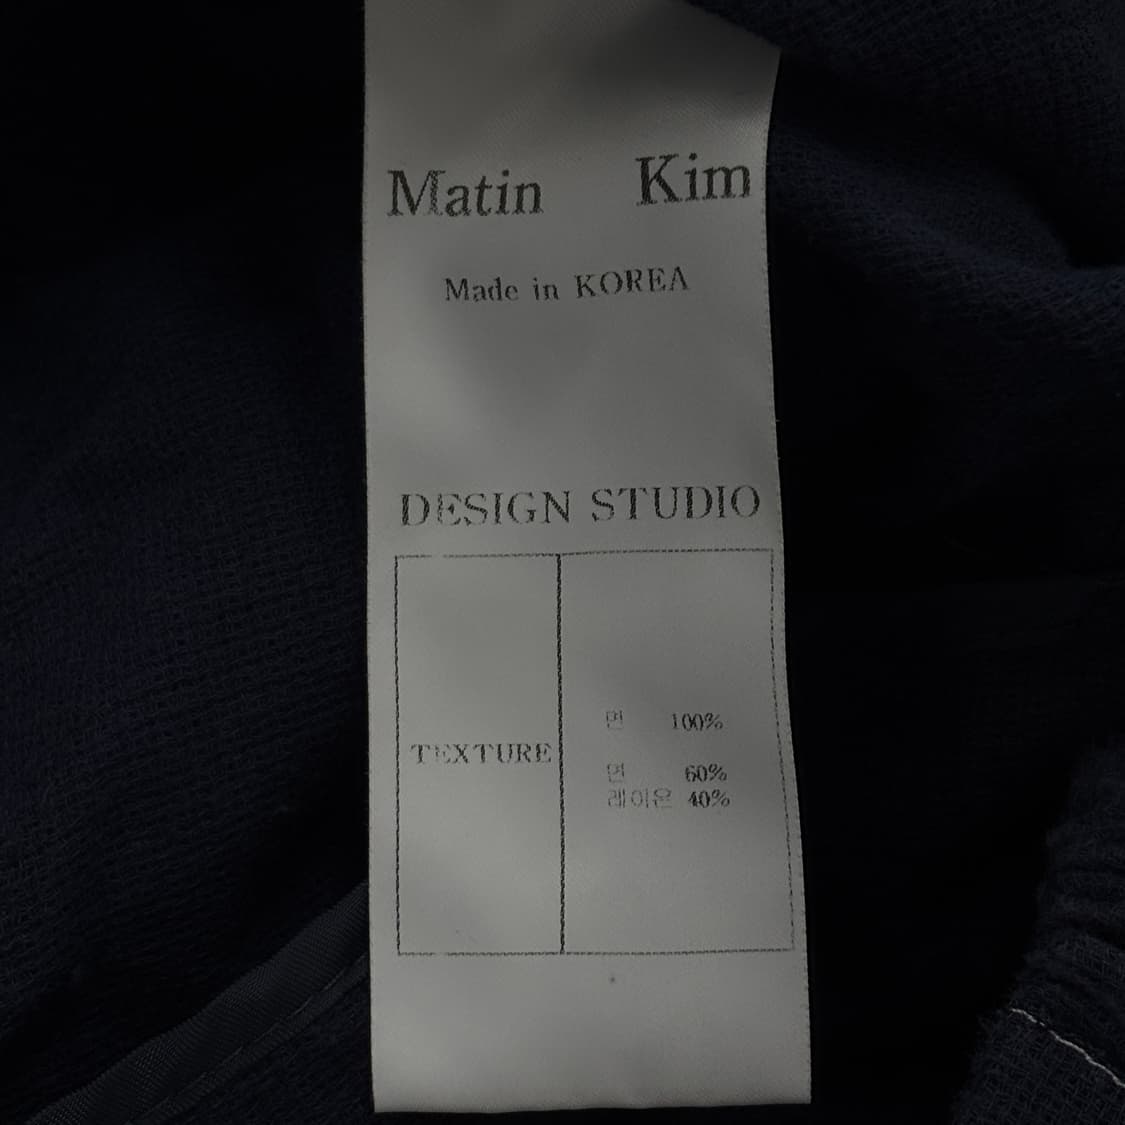 Matin Kim
Made in KOREA
DESIGN STUDIO
TEXTURE
면 100%
면 60%
레이온 40%